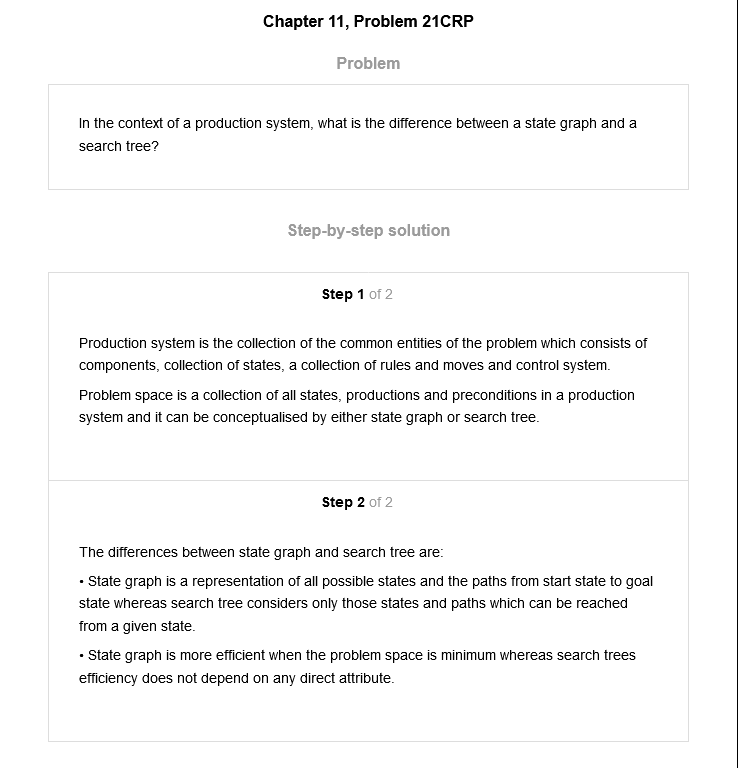 Chapter 11, Problem 21CRP
Problem
In the context of a production system, what is the difference between a state graph and a
search tree?
Step-by-step solution
Step 1 of 2
Production system is the collection of the common entities of the problem which consists of
components, collection of states, a collection of rules and moves and control system.
Problem space is a collection of all states, productions and preconditions in a production
system and it can be conceptualised by either state graph or search tree.
Step 2 of 2
The differences between state graph and search tree are:
• State graph is a representation of all possible states and the paths from start state to goal
state whereas search tree considers only those states and paths which can be reached
from a given state.
• State graph is more efficient when the problem space is minimum whereas search trees
efficiency does not depend on any direct attribute.